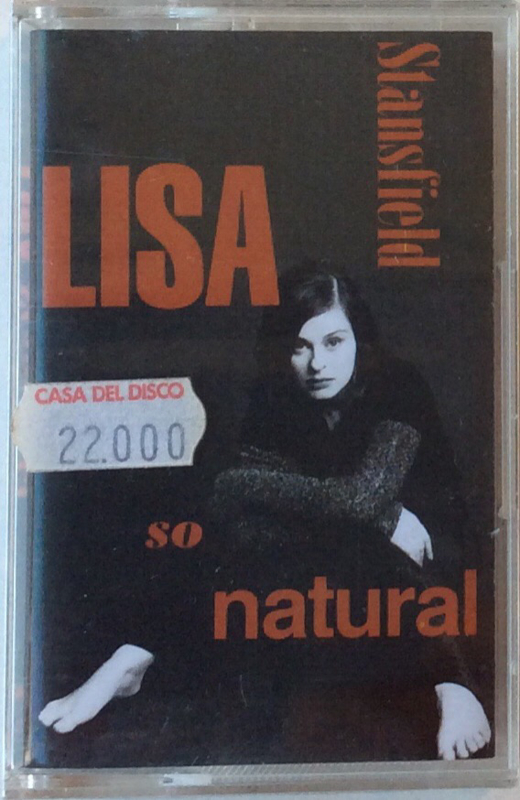 Stansfield
LISA
CASA DEL DISCO
22.000
so
natural